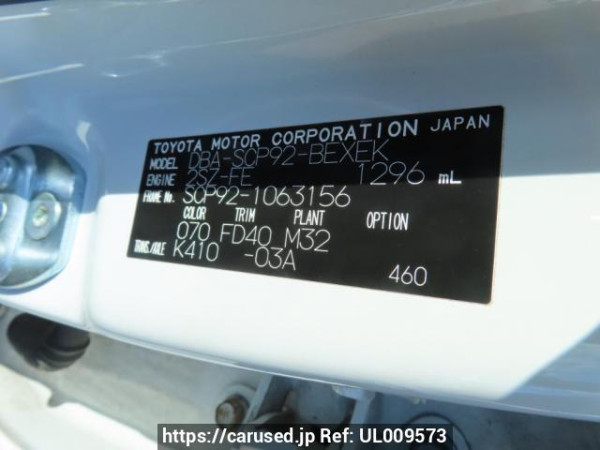 TOYOTA MOTOR CORPORATION JAPAN
MODEL DBA-SCP92-BEXEK
ENGINE 2SZ-FE 1296 mL
FRAME No. SCP92-1063156
COLOR TRIM PLANT OPTION
070 FD40 M32
TRANS./AXLE K410 -03A
460
https://carused.jp Ref: UL009573